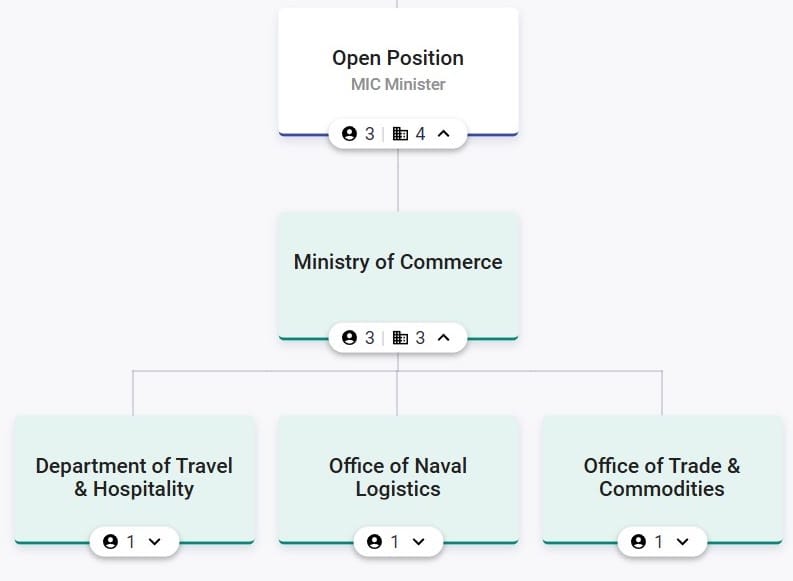 Open Position
MIC Minister
3 | 4
Ministry of Commerce
3 | 3
Department of Travel
& Hospitality
1
Office of Naval
Logistics
1
Office of Trade &
Commodities
1